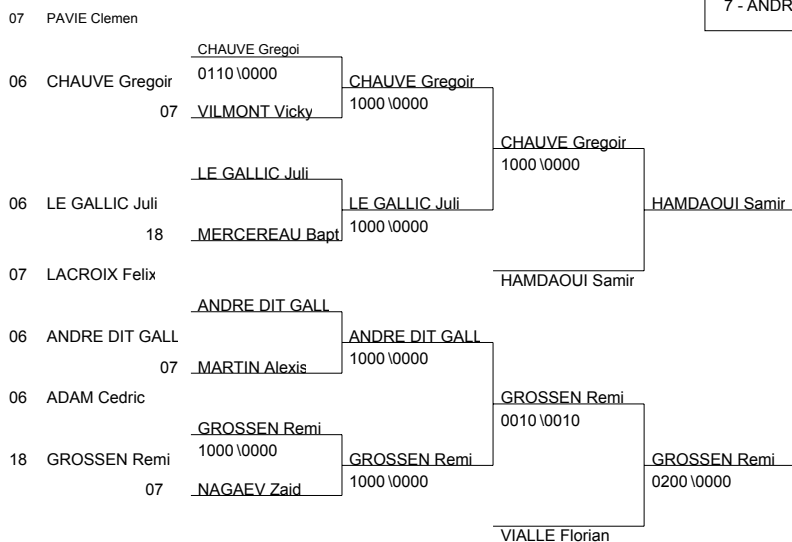 7 - ANDR
07 PAVIE Clemen
CHAUVE Gregoi
06 CHAUVE Gregoir 0110\0000 CHAUVE Gregoir
07 VILMONT Vicky 1000\0000
CHAUVE Gregoir
LE GALLIC Juli 1000\0000
06 LE GALLIC Juli LE GALLIC Juli HAMDAOUI Samir
18 MERCEREAU Bapt 1000\0000
07 LACROIX Felix HAMDAOUI Samir
ANDRE DIT GALL
06 ANDRE DIT GALL ANDRE DIT GALL
07 MARTIN Alexis 1000\0000
06 ADAM Cedric GROSSEN Remi
GROSSEN Remi 0010\0010
18 GROSSEN Remi 1000\0000 GROSSEN Remi GROSSEN Remi
07 NAGAEV Zaid 1000\0000 0200\0000
VIALLE Florian